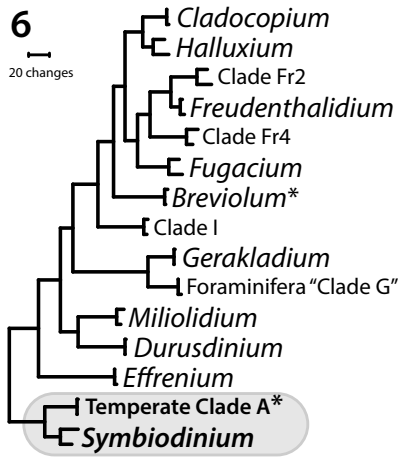 6
20 changes
Cladocopium
Halluxium
Clade Fr2
Freudenthalidium
Clade Fr4
Fugacium
Breviolum*
Clade I
Gerakladium
Foraminifera “Clade G”
Miliolidium
Durusdinium
Effrenium
Temperate Clade A*
Symbiodinium